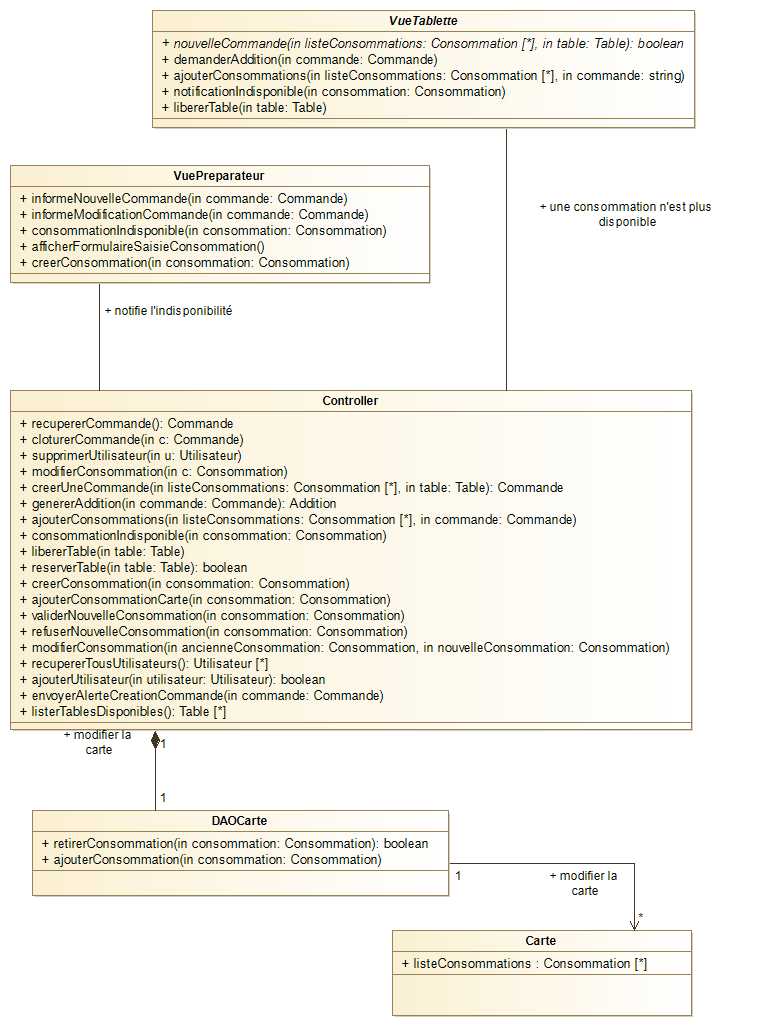 VueTablette
+ nouvelleCommande(in listeConsommations: Consommation [*], in table: Table): boolean
+ demanderAddition(in commande: Commande)
+ ajouterConsommations(in listeConsommations: Consommation [*], in commande: string)
+ notificationIndisponible(in consommation: Consommation)
+ libererTable(in table: Table)
VuePreparateur
+ informeNouvelleCommande(in commande: Commande)
+ informeModificationCommande(in commande: Commande)
+ consommationIndisponible(in consommation: Consommation)
+ afficherFormulaireSaisieConsommation()
+ creerConsommation(in consommation: Consommation)
+ une consommation n'est plus
disponible
+ notifie l'indisponibilité
Controller
+ recupererCommande(): Commande
+ cloturerCommande(in c: Commande)
+ supprimerUtilisateur(in u: Utilisateur)
+ modifierConsommation(in c: Consommation)
+ creerUneCommande(in listeConsommations: Consommation [*], in table: Table): Commande
+ genererAddition(in commande: Commande): Addition
+ ajouterConsommations(in listeConsommations: Consommation [*], in commande: Commande)
+ consommationIndisponible(in consommation: Consommation)
+ libererTable(in table: Table)
+ reserverTable(in table: Table): boolean
+ creerConsommation(in consommation: Consommation)
+ ajouterConsommationCarte(in consommation: Consommation)
+ validerNouvelleConsommation(in consommation: Consommation)
+ refuserNouvelleConsommation(in consommation: Consommation)
+ modifierConsommation(in ancienneConsommation: Consommation, in nouvelleConsommation: Consommation)
+ recupererTousUtilisateurs(): Utilisateur [*]
+ ajouterUtilisateur(in utilisateur: Utilisateur): boolean
+ envoyerAlerteCreationCommande(in commande: Commande)
+ listerTablesDisponibles(): Table [*]
+ modifier la
carte
1
1
DAOCarte
+ retirerConsommation(in consommation: Consommation): boolean
+ ajouterConsommation(in consommation: Consommation)
1
+ modifier la
carte
*
Carte
+ listeConsommations : Consommation [*]